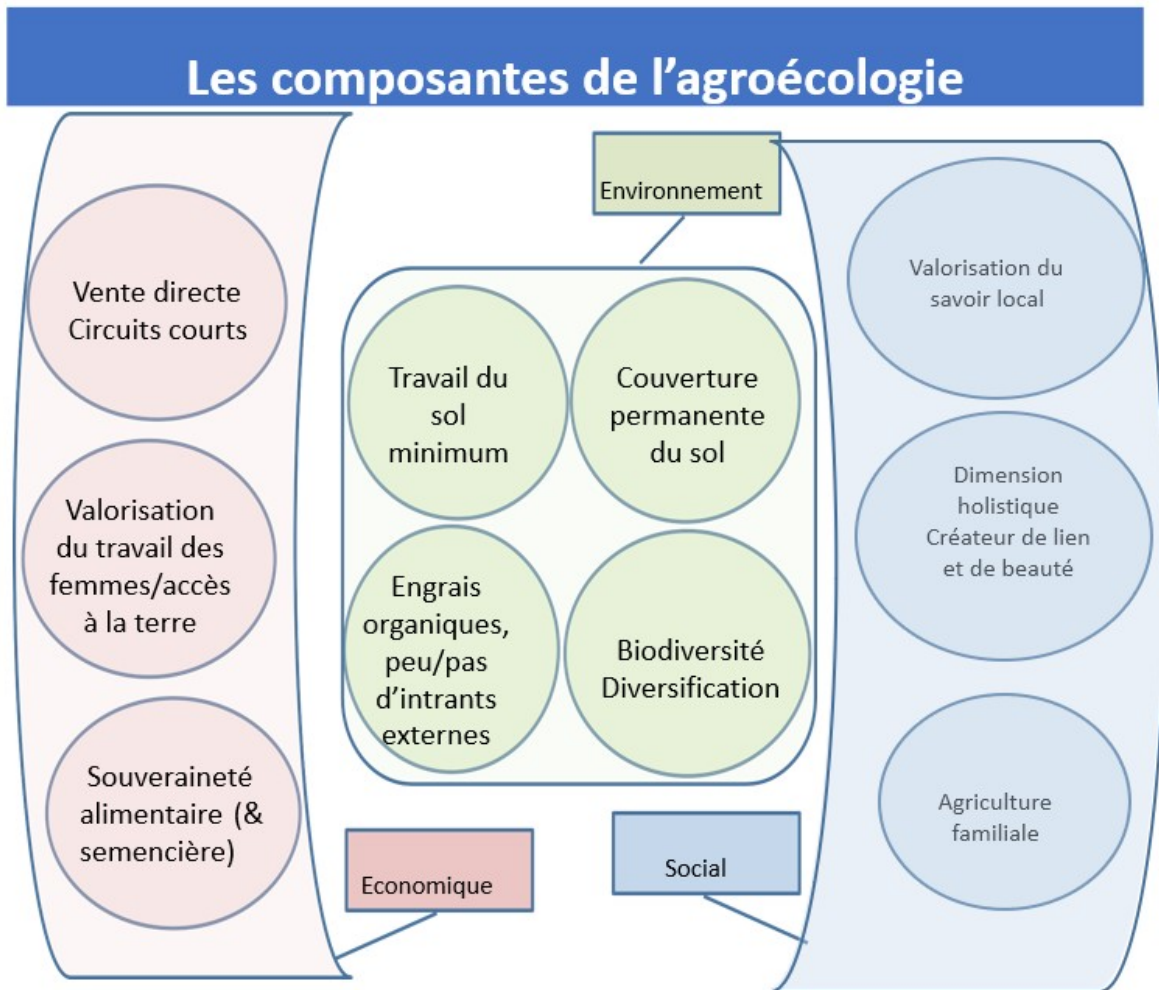 Les composantes de l’agroécologie
Environnement
Vente directe
Circuits courts
Valorisation
du travail des
femmes/accès
à la terre
Souveraineté
alimentaire (&
semencière)
Economique
Travail du
sol
minimum
Couverture
permanente
du sol
Engrais
organiques,
peu/pas
d’intrants
externes
Biodiversité
Diversification
Social
Valorisation du
savoir local
Dimension
holistique
Créateur de lien
et de beauté
Agriculture
familiale